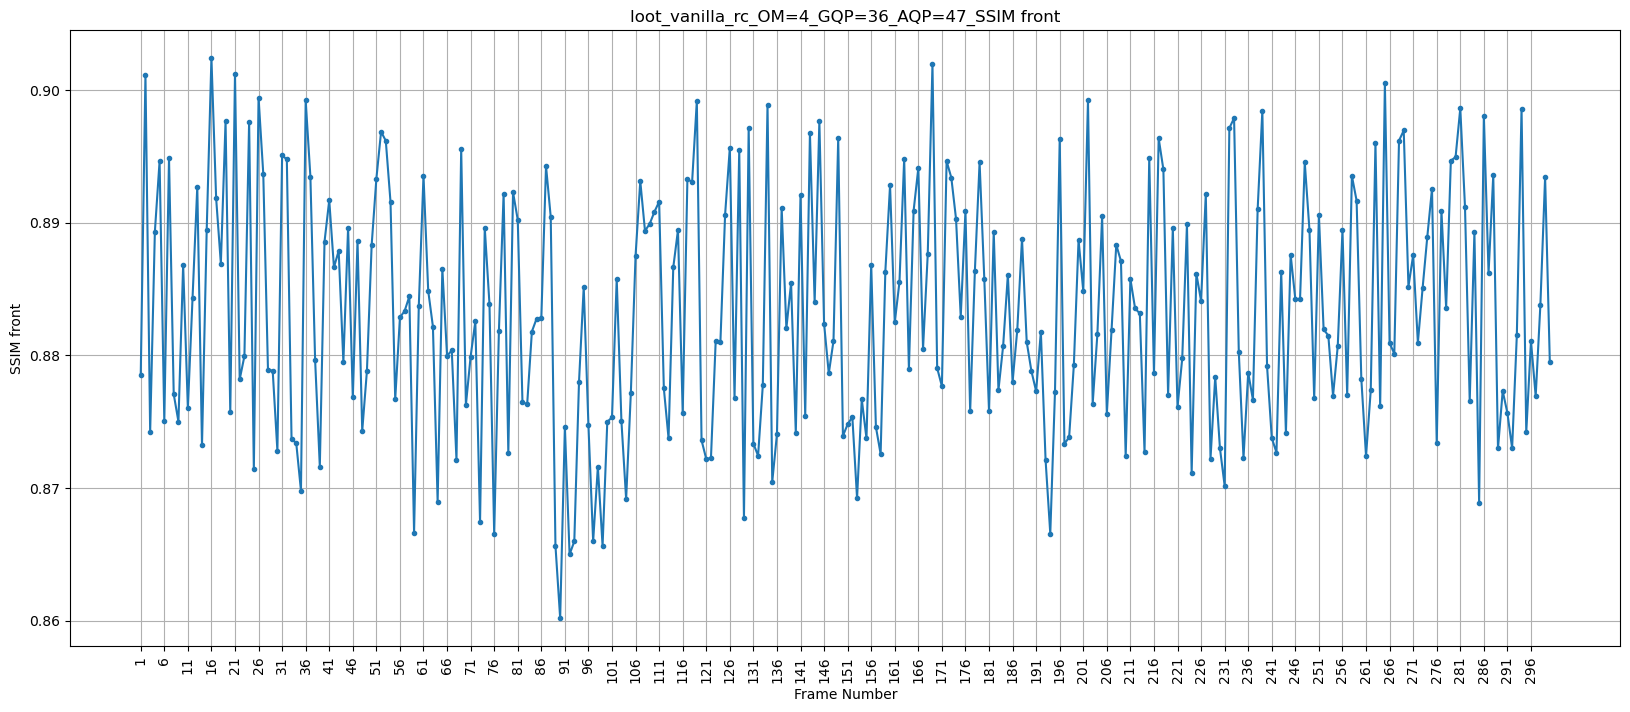 loot_vanilla_rc_OM=4_GQP=36_AQP=47_SSIM front
0.90
0.89
0.88
0.87
0.86
SSIM front
1 6 11 16 21 26 31 36 41 46 51 56 61 66 71 76 81 86 91 96 101 106 111 116 121 126 131 136 141 146 151 156 161 166 171 176 181 186 191 196 201 206 211 216 221 226 231 236 241 246 251 256 261 266 271 276 281 286 291 296
Frame Number